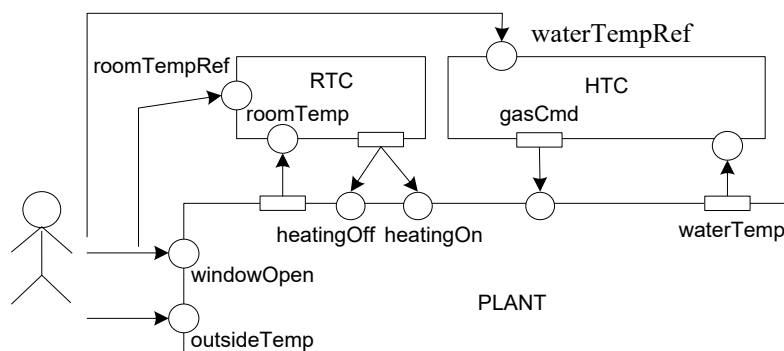 waterTempRef
roomTempRef
RTC
HTC
roomTemp
gasCmd
heatingOff heatingOn
waterTemp
windowOpen
PLANT
outsideTemp